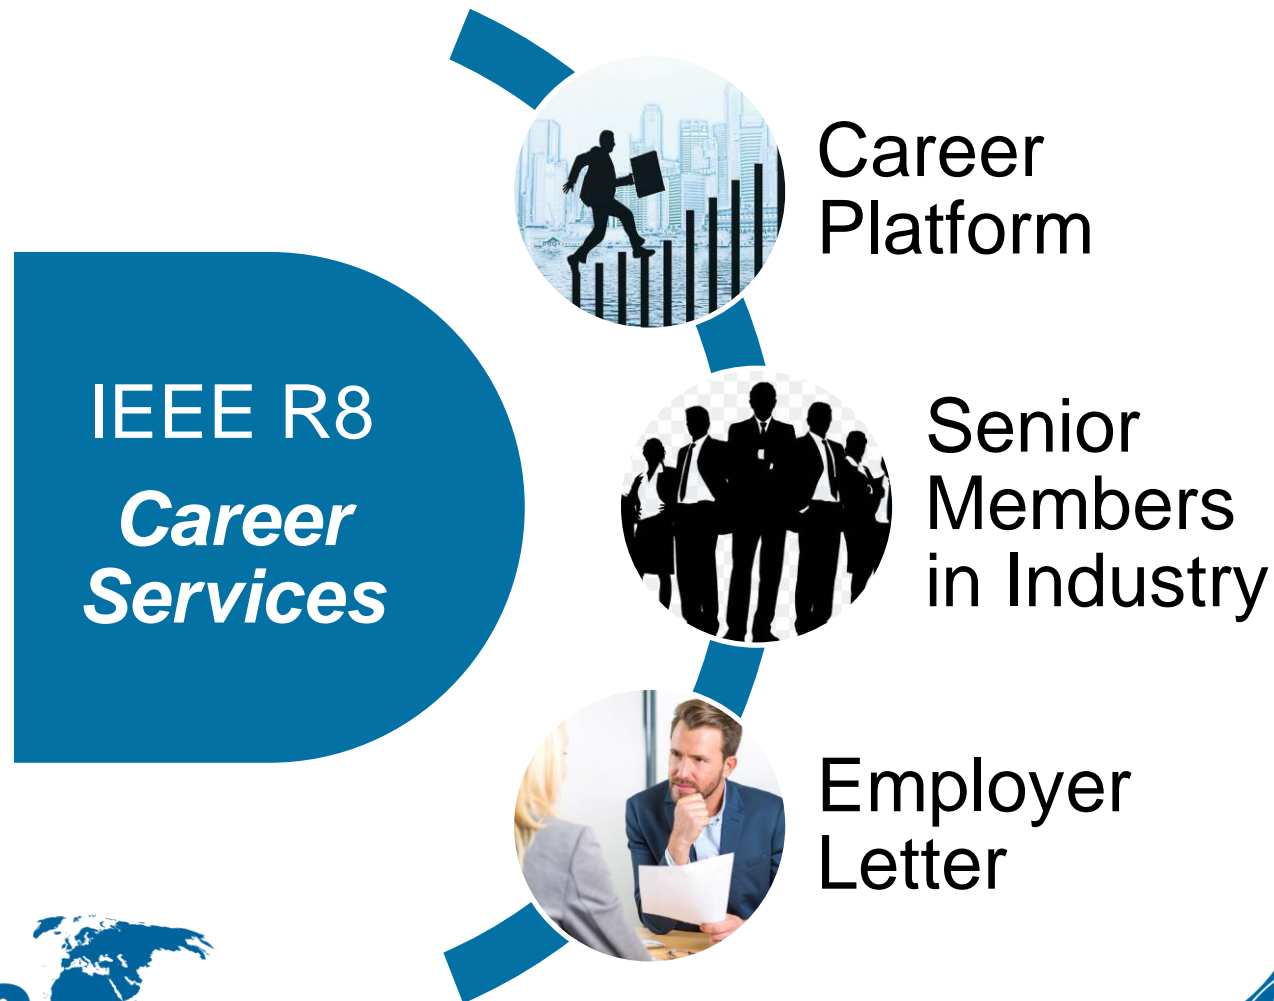 IEEE R8
Career
Services
Career
Platform
Senior
Members
in Industry
Employer
Letter